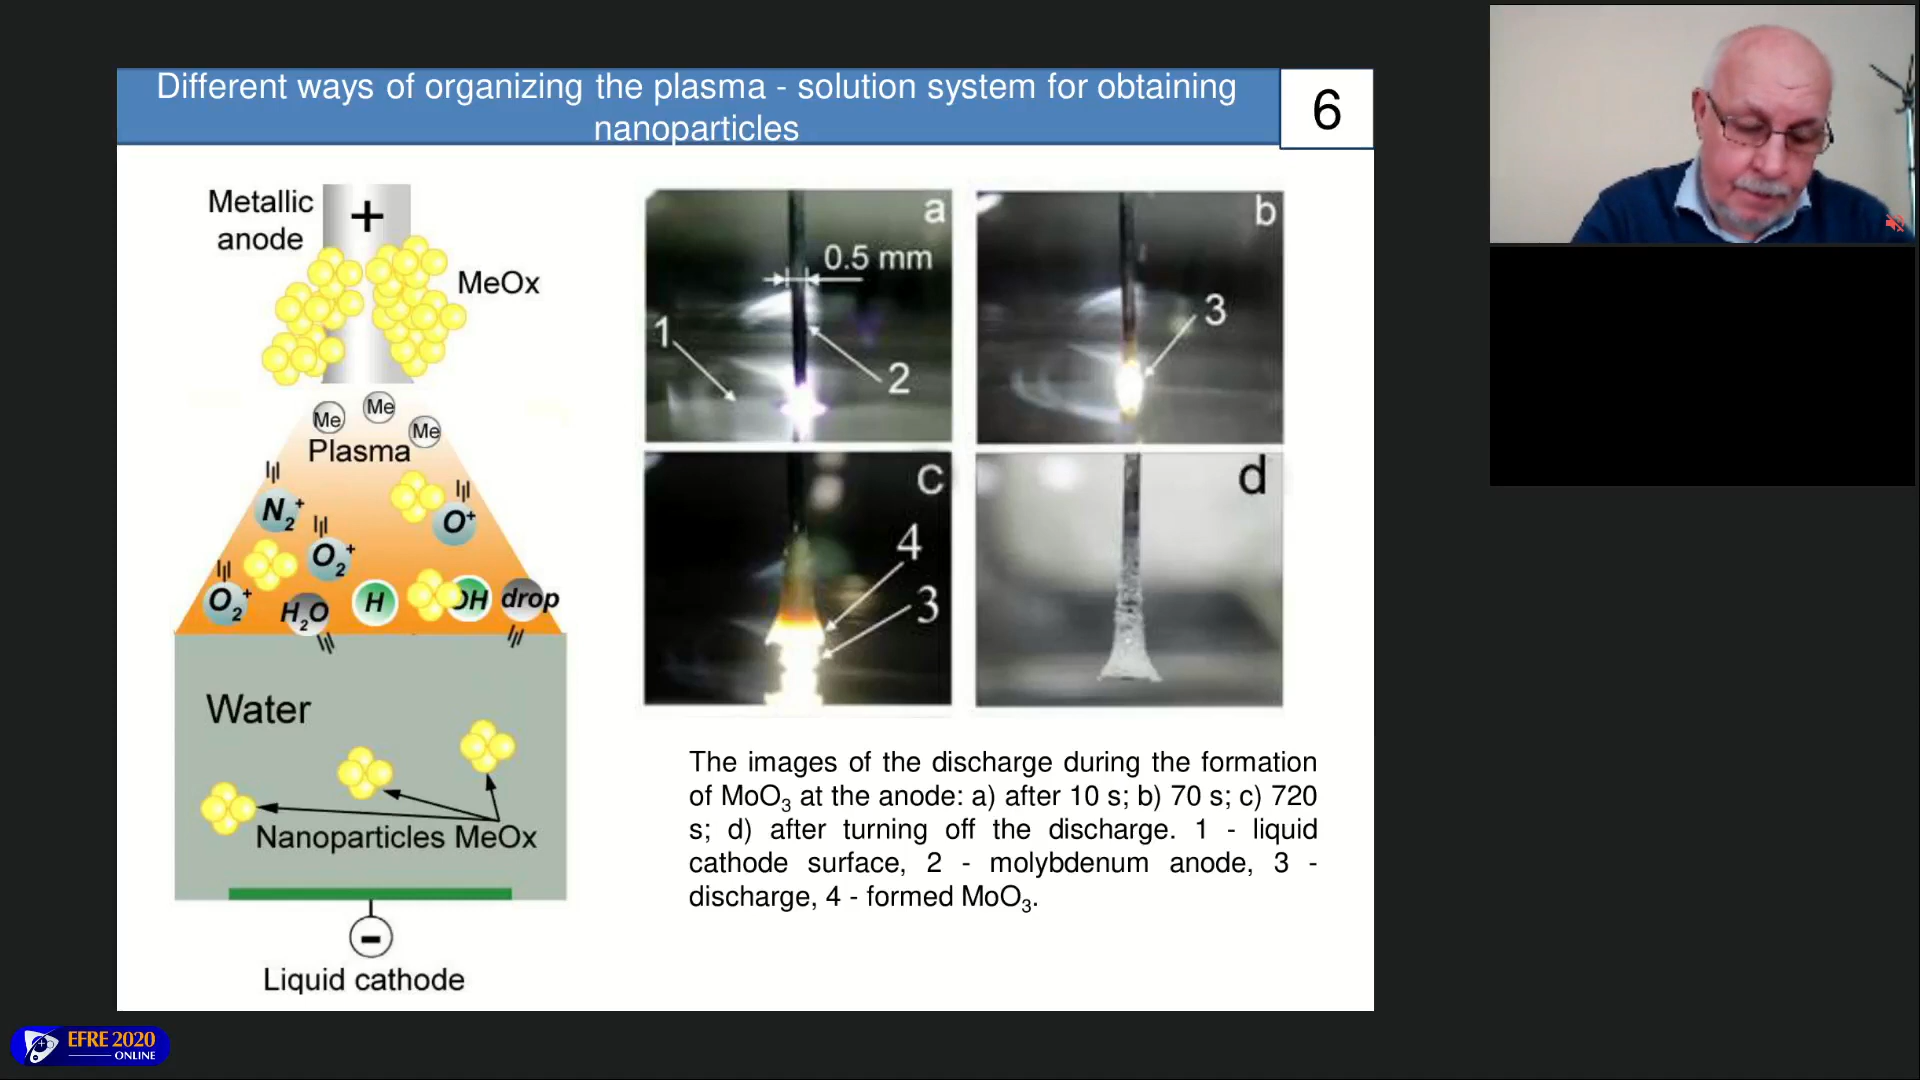 Different ways of organizing the plasma - solution system for obtaining
nanoparticles
6
Metallic
anode
+
MeOx
Me
Me
Me
Plasma
N2+
O+
O2+
O2+
H2O
H
OH
drop
Water
Nanoparticles MeOx
-
Liquid cathode
a
0.5 mm
1
2
b
3
c
4
3
d
The images of the discharge during the formation
of MoO3 at the anode: a) after 10 s; b) 70 s; c) 720
s; d) after turning off the discharge. 1 - liquid
cathode surface, 2 - molybdenum anode, 3 -
discharge, 4 - formed MoO3.
EFRE 2020
ONLINE